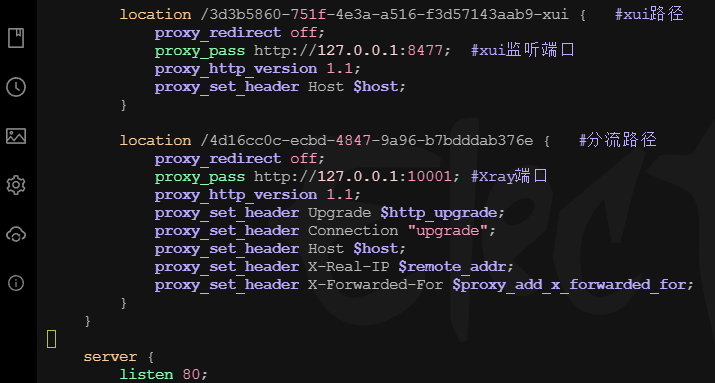 location /3d3b5860-751f-4e3a-a516-f3d57143aab9-xui { #xui路径
proxy_redirect off;
proxy_pass http://127.0.0.1:8477; #xui监听端口
proxy_http_version 1.1;
proxy_set_header Host $host;
}
location /4d16cc0c-ecbd-4847-9a96-b7bdddab376e { #分流路径
proxy_redirect off;
proxy_pass http://127.0.0.1:10001; #Xray端口
proxy_http_version 1.1;
proxy_set_header Upgrade $http_upgrade;
proxy_set_header Connection "upgrade";
proxy_set_header Host $host;
proxy_set_header X-Real-IP $remote_addr;
proxy_set_header X-Forwarded-For $proxy_add_x_forwarded_for;
}
}
server {
listen 80;